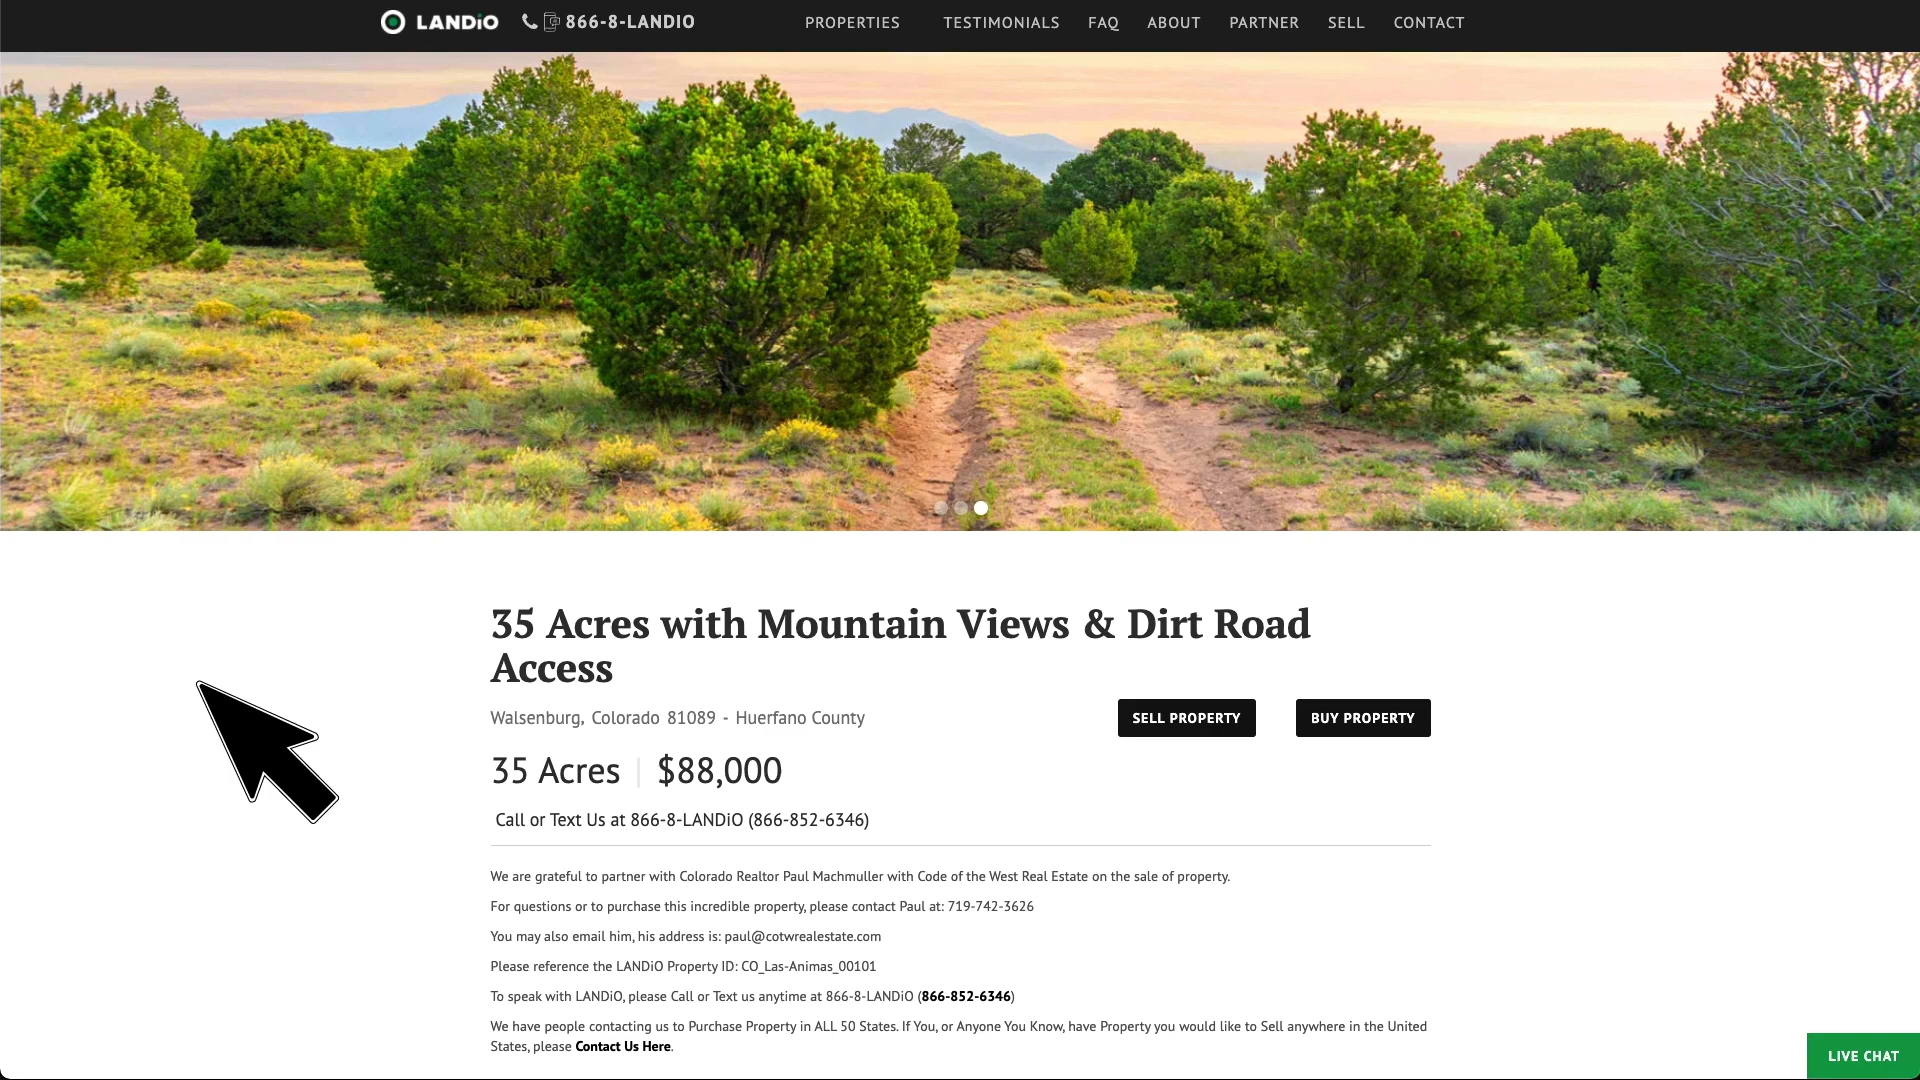 LANDiO 866-8-LANDIO PROPERTIES TESTIMONIALS FAQ ABOUT PARTNER SELL CONTACT
35 Acres with Mountain Views & Dirt Road
Access
Walsenburg, Colorado 81089 - Huerfano County
SELL PROPERTY
BUY PROPERTY
35 Acres | $88,000
Call or Text Us at 866-8-LANDiO (866-852-6346)
We are grateful to partner with Colorado Realtor Paul Machmuller with Code of the West Real Estate on the sale of property.
For questions or to purchase this incredible property, please contact Paul at: 719-742-3626
You may also email him, his address is: paul@cotwrealestate.com
Please reference the LANDiO Property ID: CO_Las-Animas_00101
To speak with LANDiO, please Call or Text us anytime at 866-8-LANDiO (866-852-6346)
We have people contacting us to Purchase Property in ALL 50 States. If You, or Anyone You Know, have Property you would like to Sell anywhere in the United
States, please Contact Us Here.
LIVE CHAT